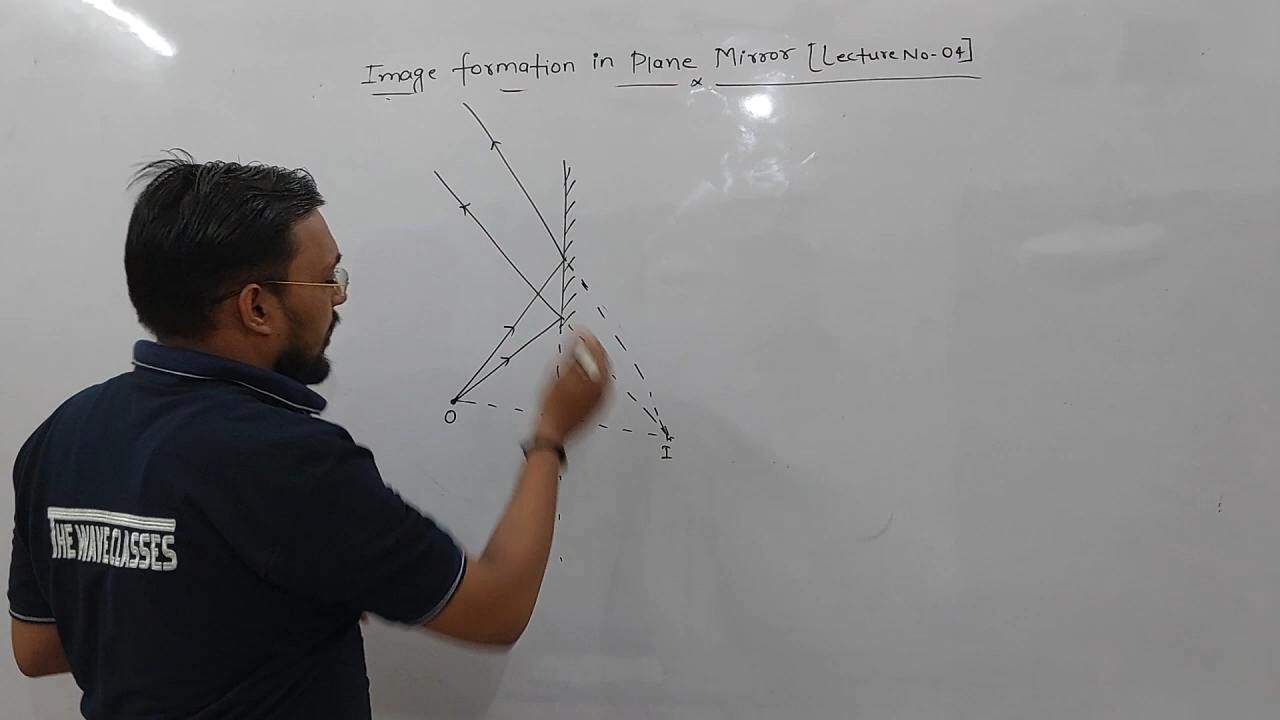 Image formation in Plane Mirror [Lecture No-04]
O
I
THE WAVE CLASSES